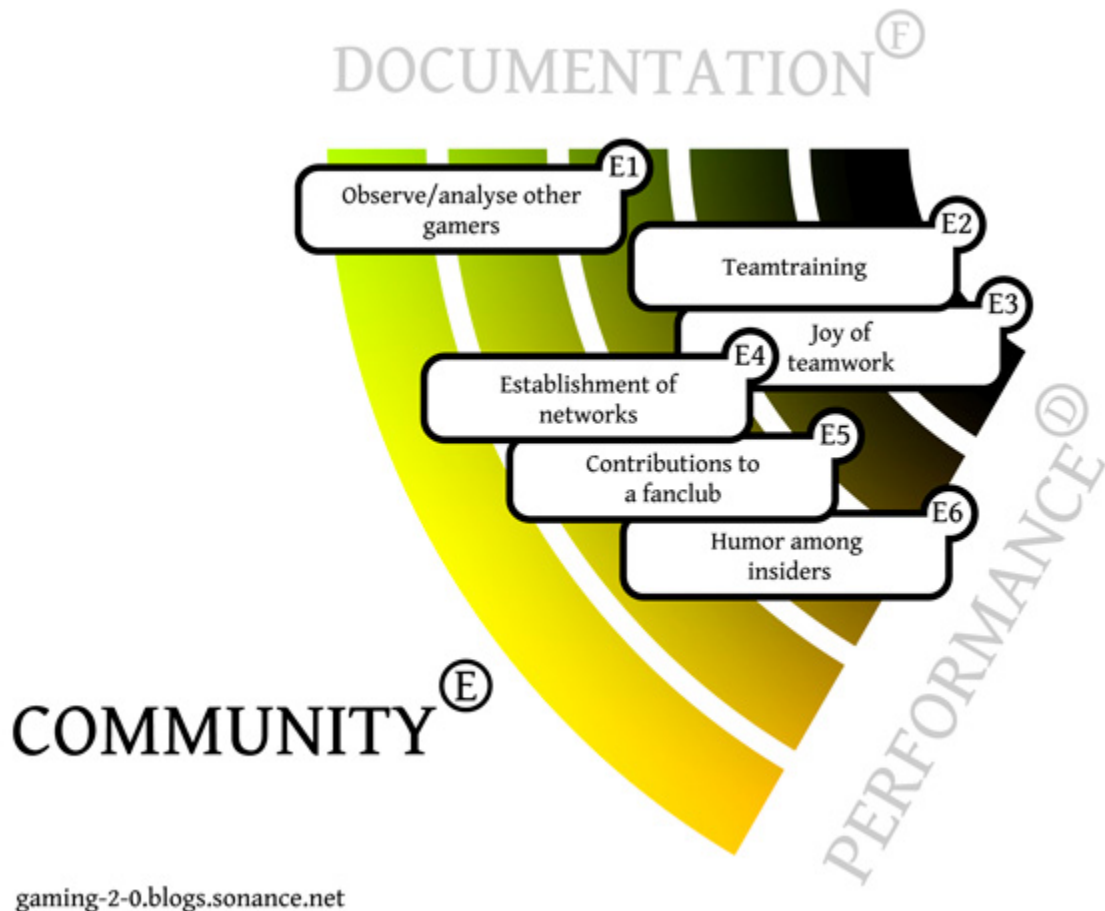 DOCUMENTATION Ⓕ
E1
Observe/analyse other
gamers
E2
Teamtraining
E3
Joy of
teamwork
E4
Establishment of
networks
E5
Contributions to
a fanclub
E6
Humor among
insiders
PERFORMANCE Ⓓ
COMMUNITY Ⓔ
gaming-2-0.blogs.sonance.net